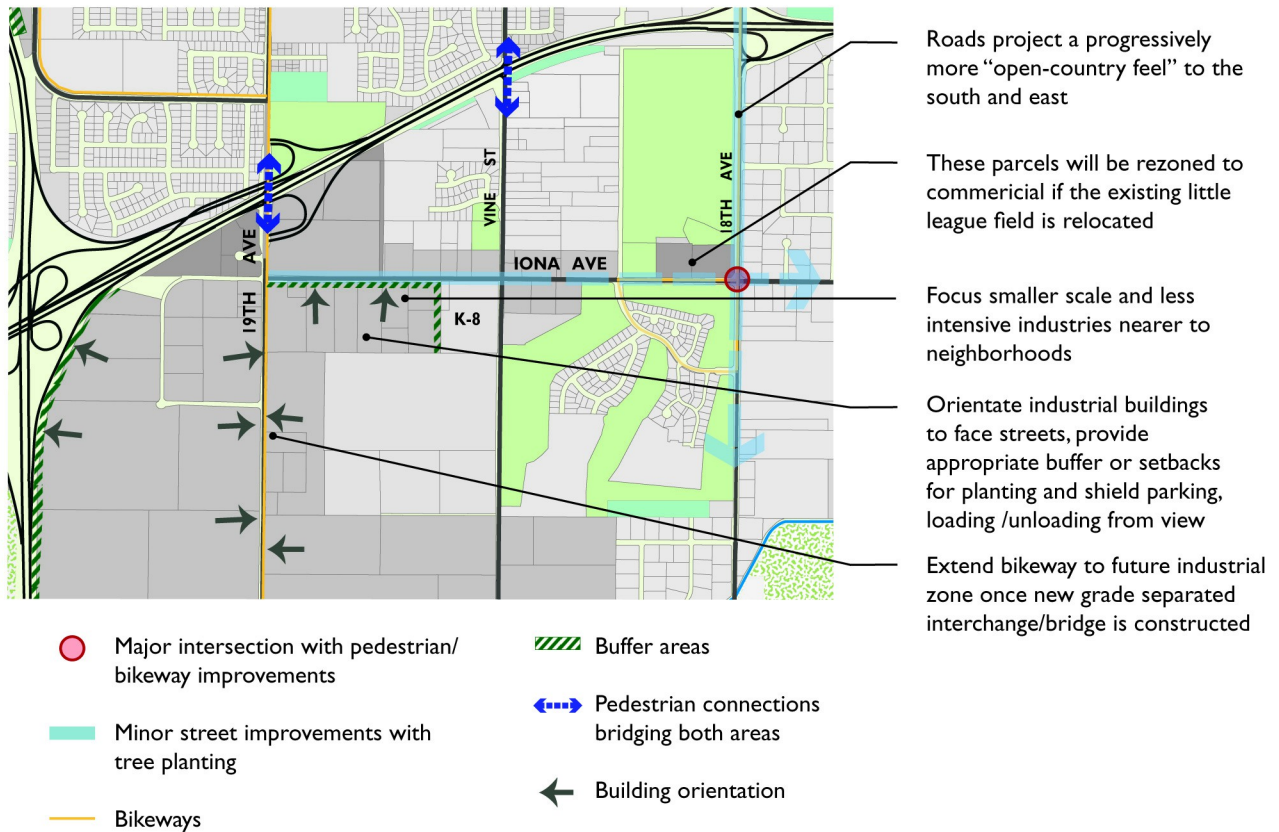 Roads project a progressively
more “open-country feel” to the
south and east
These parcels will be rezoned to
commericial if the existing little
league field is relocated
Focus smaller scale and less
intensive industries nearer to
neighborhoods
Orientate industrial buildings
to face streets, provide
appropriate buffer or setbacks
for planting and shield parking,
loading /unloading from view
Extend bikeway to future industrial
zone once new grade separated
interchange/bridge is constructed
19TH AVE
VINE ST
18TH AVE
IONA AVE
K-8
Major intersection with pedestrian/
bikeway improvements
Minor street improvements with
tree planting
Bikeways
Buffer areas
Pedestrian connections
bridging both areas
Building orientation